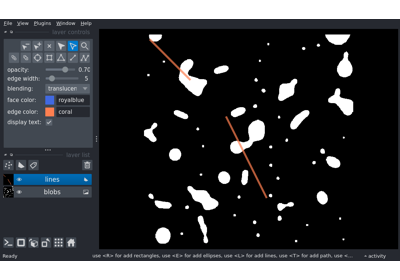 File View Plugins Window Help
layer controls
opacity: 0.70
edge width: 5
blending: translucen
face color: royalblue
edge color: coral
display text:
layer list
lines
blobs
Ready use <R> for add rectangles, use <E> for add ellipses, use <L> for add lines, use <T> for add path, use <... activity